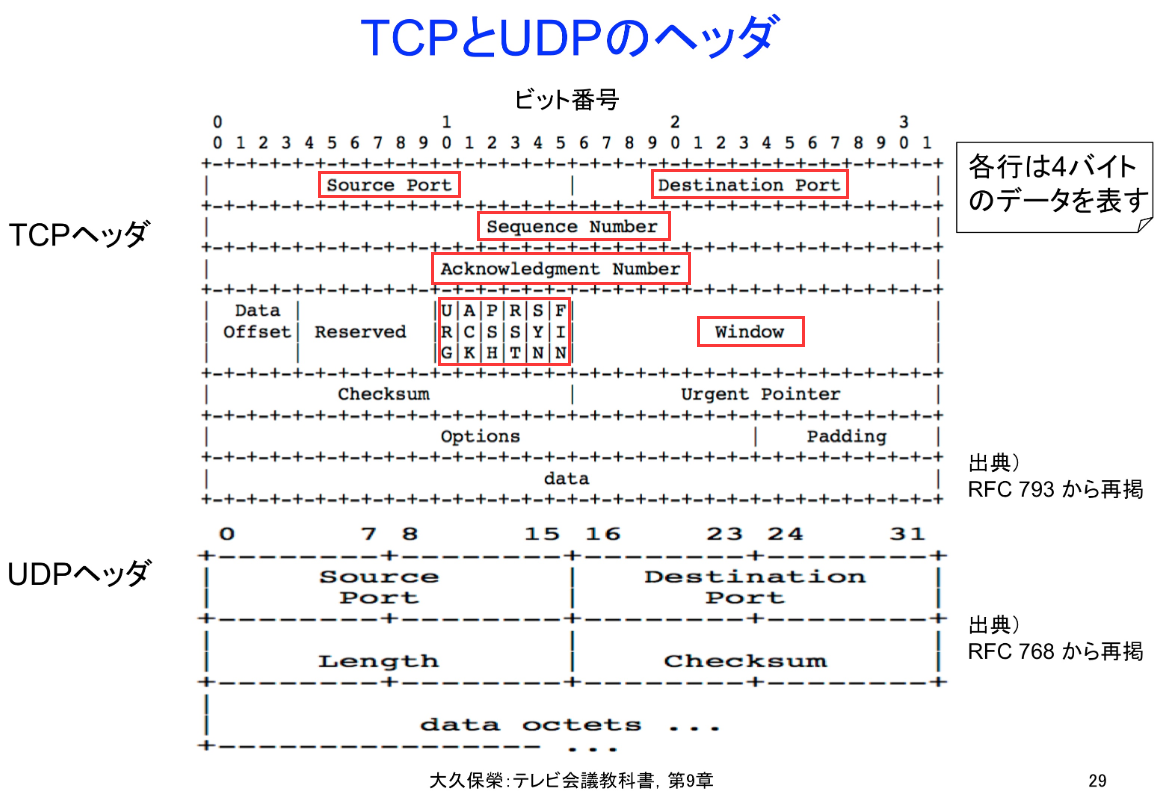 TCPとUDPのヘッダ
ビット番号
0 1 2 3
0 1 2 3 4 5 6 7 8 9 0 1 2 3 4 5 6 7 8 9 0 1 2 3 4 5 6 7 8 9 0 1
各行は4バイト
のデータを表す
TCPヘッダ
Source Port | Destination Port
Sequence Number
Acknowledgment Number
Data | |U|A|P|R|S|F|
Offset| Reserved |R|C|S|S|Y|I| Window
| |G|K|H|T|N|N|
Checksum | Urgent Pointer
Options | Padding
data
出典）
RFC 793 から再掲
UDPヘッダ
0 7 8 15 16 23 24 31
Source | Destination
Port | Port
Length | Checksum
data octets ...
...
出典）
RFC 768 から再掲
大久保榮：テレビ会議教科書，第9章
29